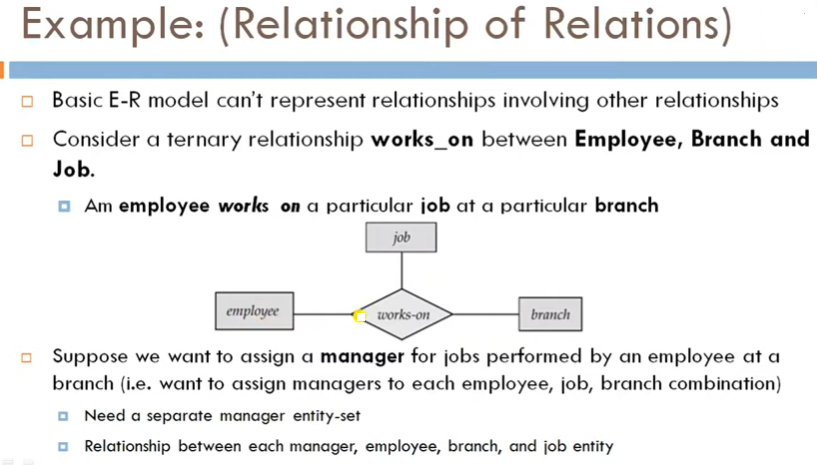 Example: (Relationship of Relations)
Basic E-R model can't represent relationships involving other relationships
Consider a ternary relationship works_on between Employee, Branch and
Job.
Am employee works on a particular job at a particular branch
job
employee
works-on
branch
Suppose we want to assign a manager for jobs performed by an employee at a
branch (i.e. want to assign managers to each employee, job, branch combination)
Need a separate manager entity-set
Relationship between each manager, employee, branch, and job entity